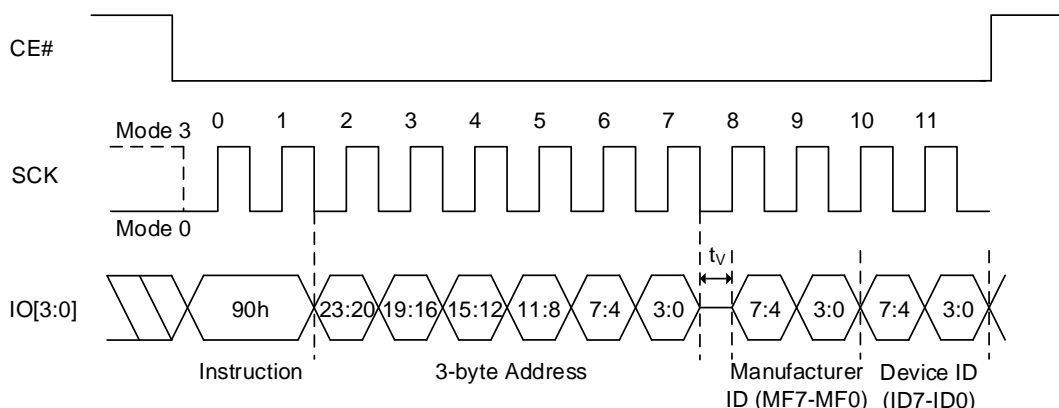 CE#
0 1 2 3 4 5 6 7 8 9 10 11
Mode 3
SCK
Mode 0
tV
IO[3:0] 90h 23:20 19:16 15:12 11:8 7:4 3:0 7:4 3:0 7:4 3:0
Instruction 3-byte Address Manufacturer Device ID
ID (MF7-MF0) (ID7-ID0)